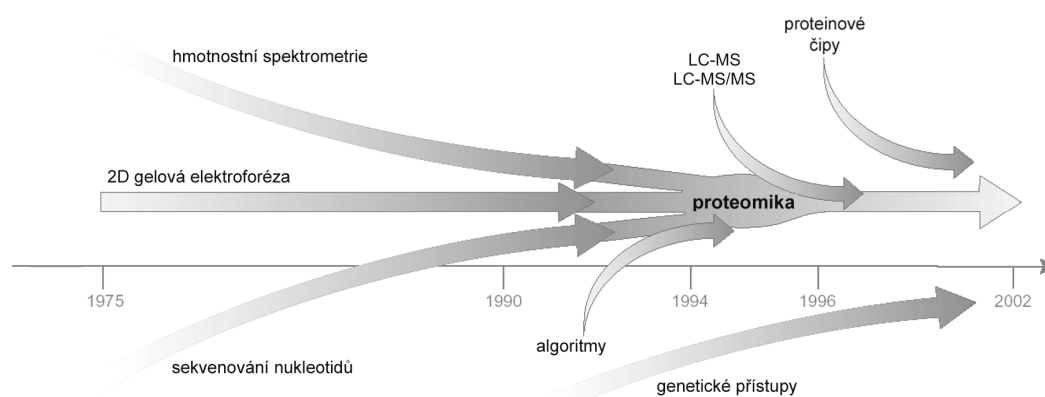 proteinové
čipy
hmotnostní spektrometrie
LC-MS
LC-MS/MS
2D gelová elektroforéza
proteomika
1975
1990
1994
1996
2002
algoritmy
sekvenování nukleotidů
genetické přístupy